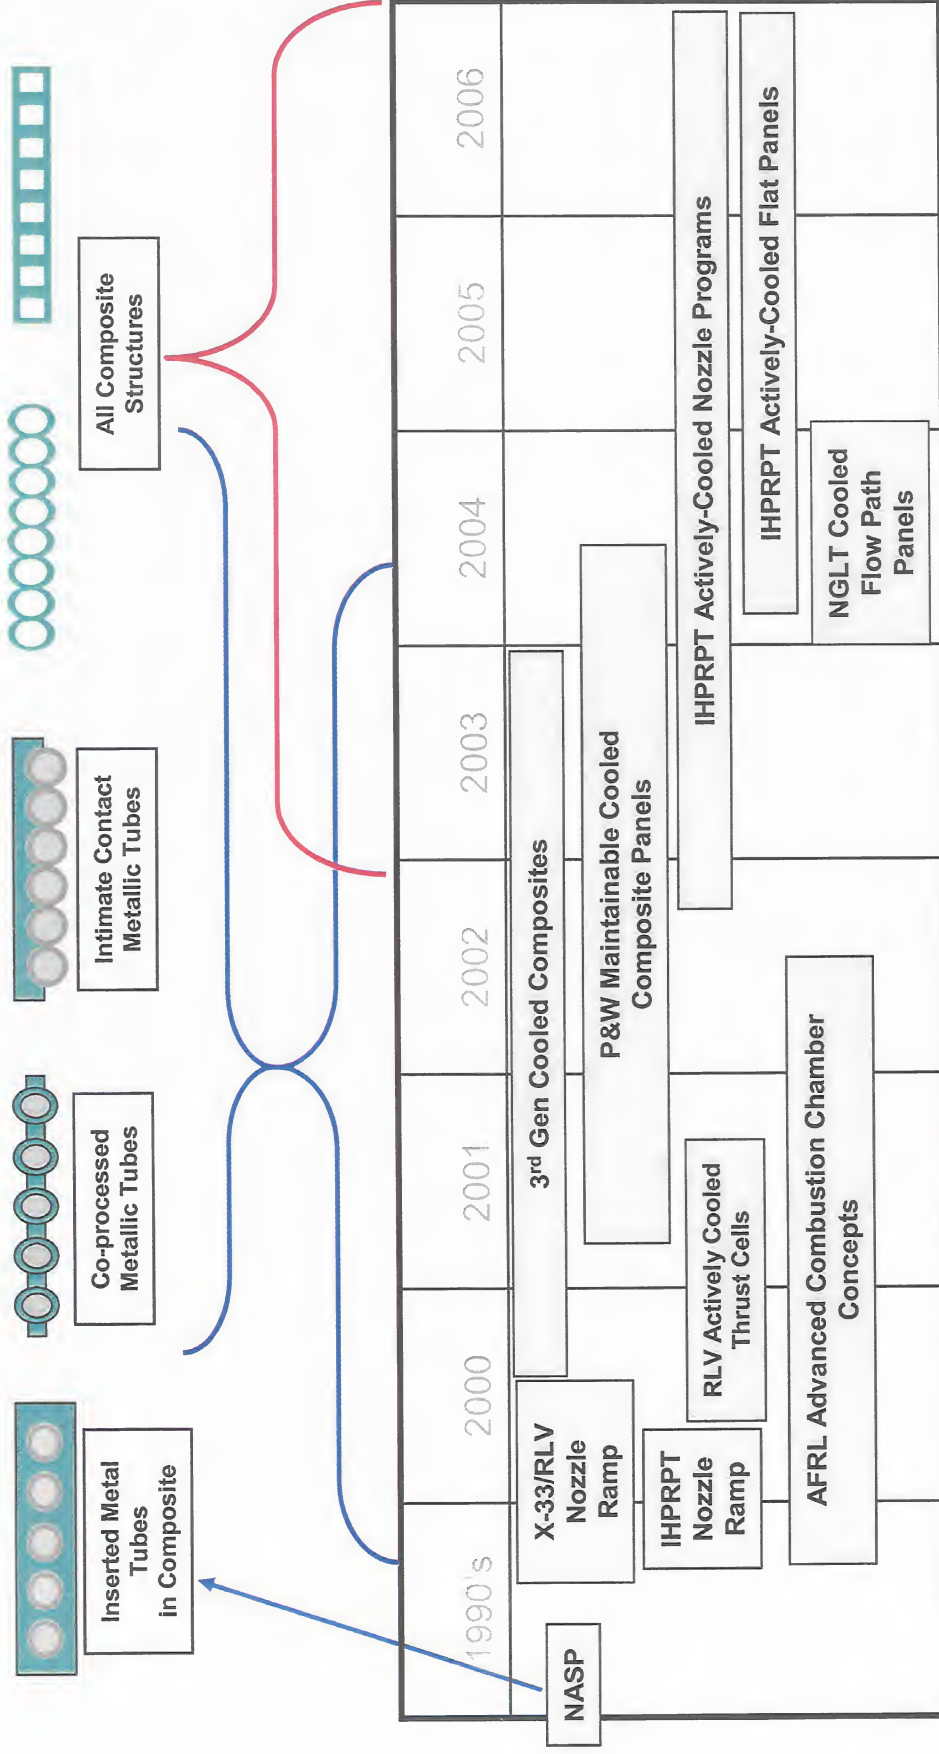 Inserted Metal
Tubes
in Composite
Co-processed
Metallic Tubes
Intimate Contact
Metallic Tubes
All Composite
Structures
1990's
2000
2001
2002
2003
2004
2005
2006
NASP
X-33/RLV
Nozzle
Ramp
3rd Gen Cooled Composites
P&W Maintainable Cooled
Composite Panels
IHPRPT
Nozzle
Ramp
RLV Actively Cooled
Thrust Cells
IHPRPT Actively-Cooled Nozzle Programs
IHPRPT Actively-Cooled Flat Panels
AFRL Advanced Combustion Chamber
Concepts
NGLT Cooled
Flow Path
Panels